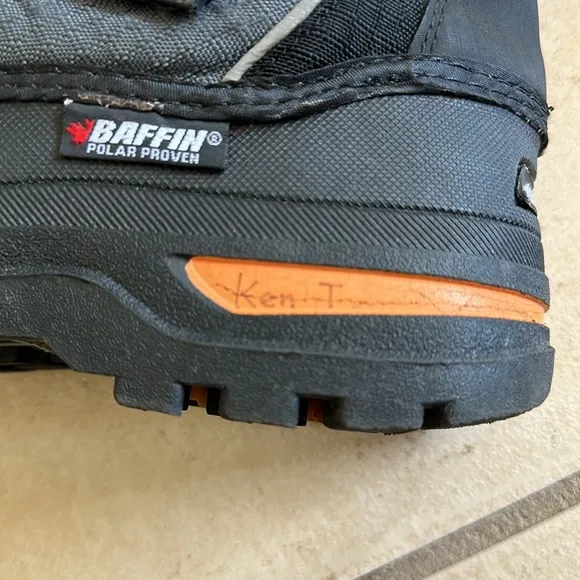 BAFFIN®
POLAR PROVEN
Ken T